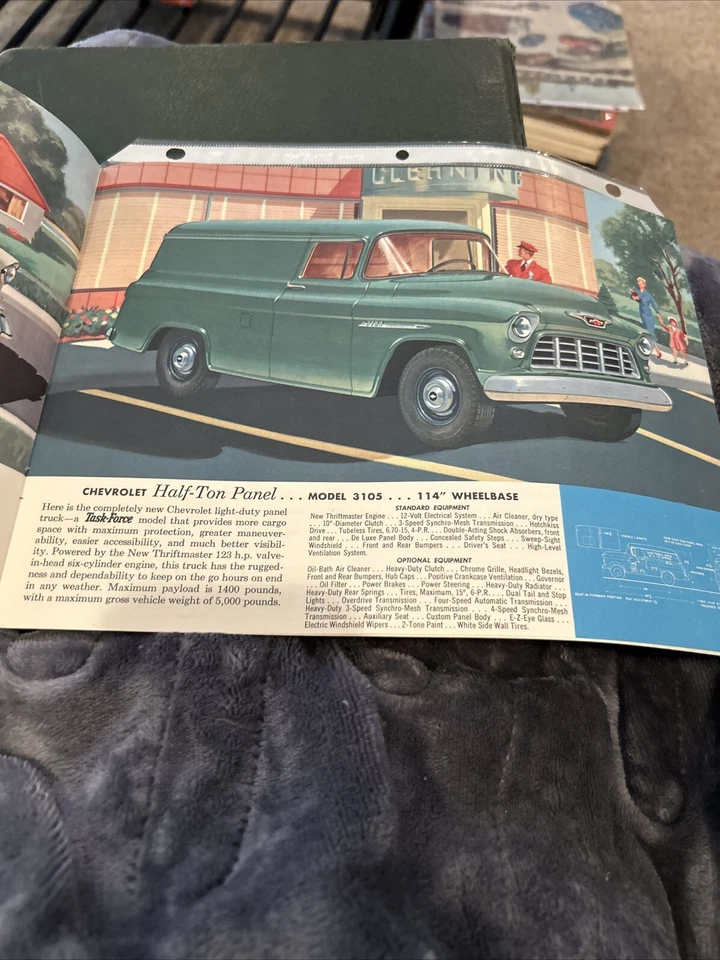 CLEANING
3100
CHEVROLET Half-Ton Panel . . . MODEL 3105 . . . 114" WHEELBASE
Here is the completely new Chevrolet light-duty panel
truck—a Task-Force model that provides more cargo
space with maximum protection, greater maneuver-
ability, easier accessibility, and much better visibil-
ity. Powered by the New Thriftmaster 123 h.p. valve-
in-head six-cylinder engine, this truck has the rugged-
ness and dependability to keep on the go hours on end
in any weather. Maximum payload is 1400 pounds,
with a maximum gross vehicle weight of 5,000 pounds.
STANDARD EQUIPMENT
New Thriftmaster Engine . . . 12-Volt Electrical System . . . Air Cleaner, dry type
. . . 10"-Diameter Clutch . . . 3-Speed Synchro-Mesh Transmission . . . Hotchkiss
Drive . . . Tubeless Tires, 6.70-15, 4-P.R. . . . Double-Acting Shock Absorbers, front
and rear . . . De Luxe Panel Body . . . Concealed Safety Steps . . . Sweep-Sight
Windshield . . . Front and Rear Bumpers . . . Driver's Seat . . . High-Level
Ventilation System.
OPTIONAL EQUIPMENT
Oil-Bath Air Cleaner . . . Heavy-Duty Clutch . . . Chrome Grille, Headlight Bezels,
Front and Rear Bumpers, Hub Caps . . . Positive Crankcase Ventilation . . . Governor
. . . Oil Filter . . . Power Brakes . . . Power Steering . . . Heavy-Duty Radiator . . .
Heavy-Duty Rear Springs . . . Tires, Maximum, 15", 6-P.R. . . . Dual Tail and Stop
Lights . . . Overdrive Transmission . . . Four-Speed Automatic Transmission . . .
Heavy-Duty 3-Speed Synchro-Mesh Transmission . . . 4-Speed Synchro-Mesh
Transmission . . . Auxiliary Seat . . . Custom Panel Body . . . E-Z-Eye Glass . . .
Electric Windshield Wipers . . . 2-Tone Paint . . . White Side Wall Tires.